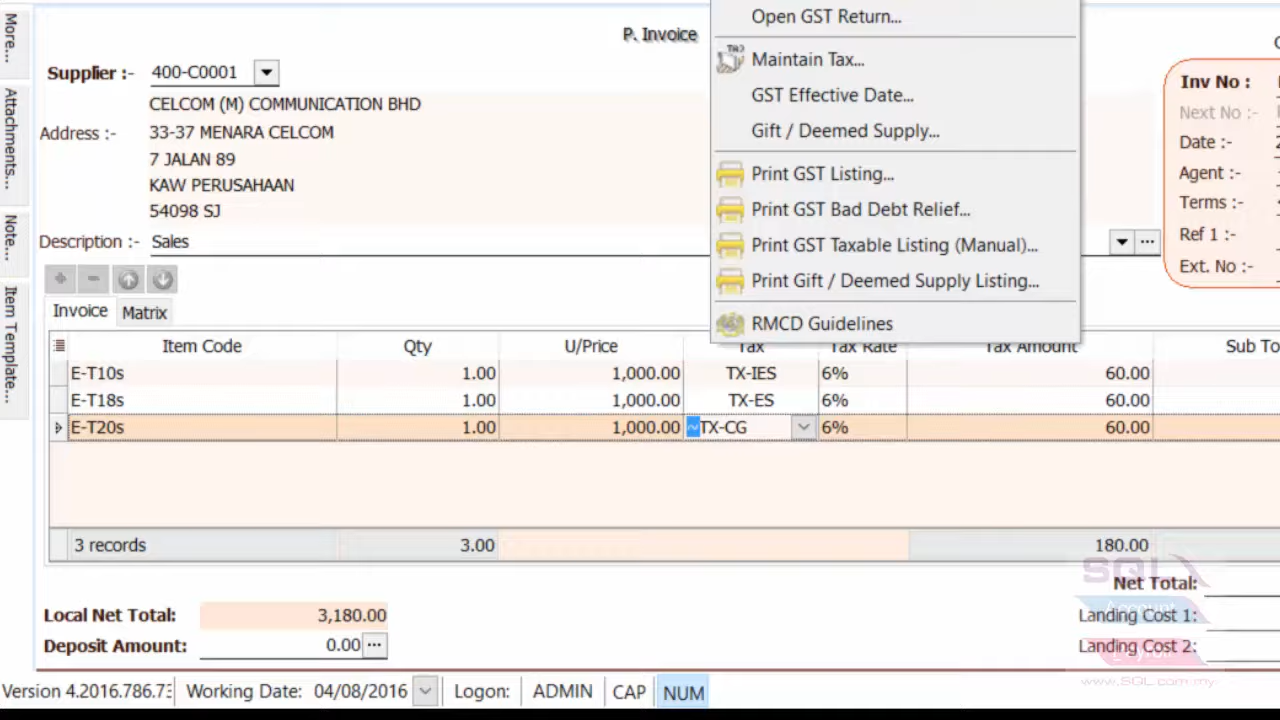 More...
Attachments...
Note...
Item Template...
P. Invoice
Supplier :- 400-C0001
CELCOM (M) COMMUNICATION BHD
Address :- 33-37 MENARA CELCOM
7 JALAN 89
KAW PERUSAHAAN
54098 SJ
Description :- Sales
Open GST Return...
Maintain Tax...
GST Effective Date...
Gift / Deemed Supply...
Print GST Listing...
Print GST Bad Debt Relief...
Print GST Taxable Listing (Manual)...
Print Gift / Deemed Supply Listing...
RMCD Guidelines
Inv No :
Next No :-
Date :-
Agent :-
Terms :-
Ref 1 :-
Ext. No :-
Invoice Matrix
Item Code Qty U/Price Tax Tax Rate Tax Amount Sub To
E-T10s 1.00 1,000.00 TX-IES 6% 60.00
E-T18s 1.00 1,000.00 TX-ES 6% 60.00
E-T20s 1.00 1,000.00 ~TX-CG 6% 60.00
3 records 3.00 180.00
SQL
Account
Net Total:
Local Net Total: 3,180.00
Landing Cost 1:
Deposit Amount: 0.00 ...
Landing Cost 2:
www.SQL.com.my
Version 4.2016.786.73 Working Date: 04/08/2016 Logon: ADMIN CAP NUM